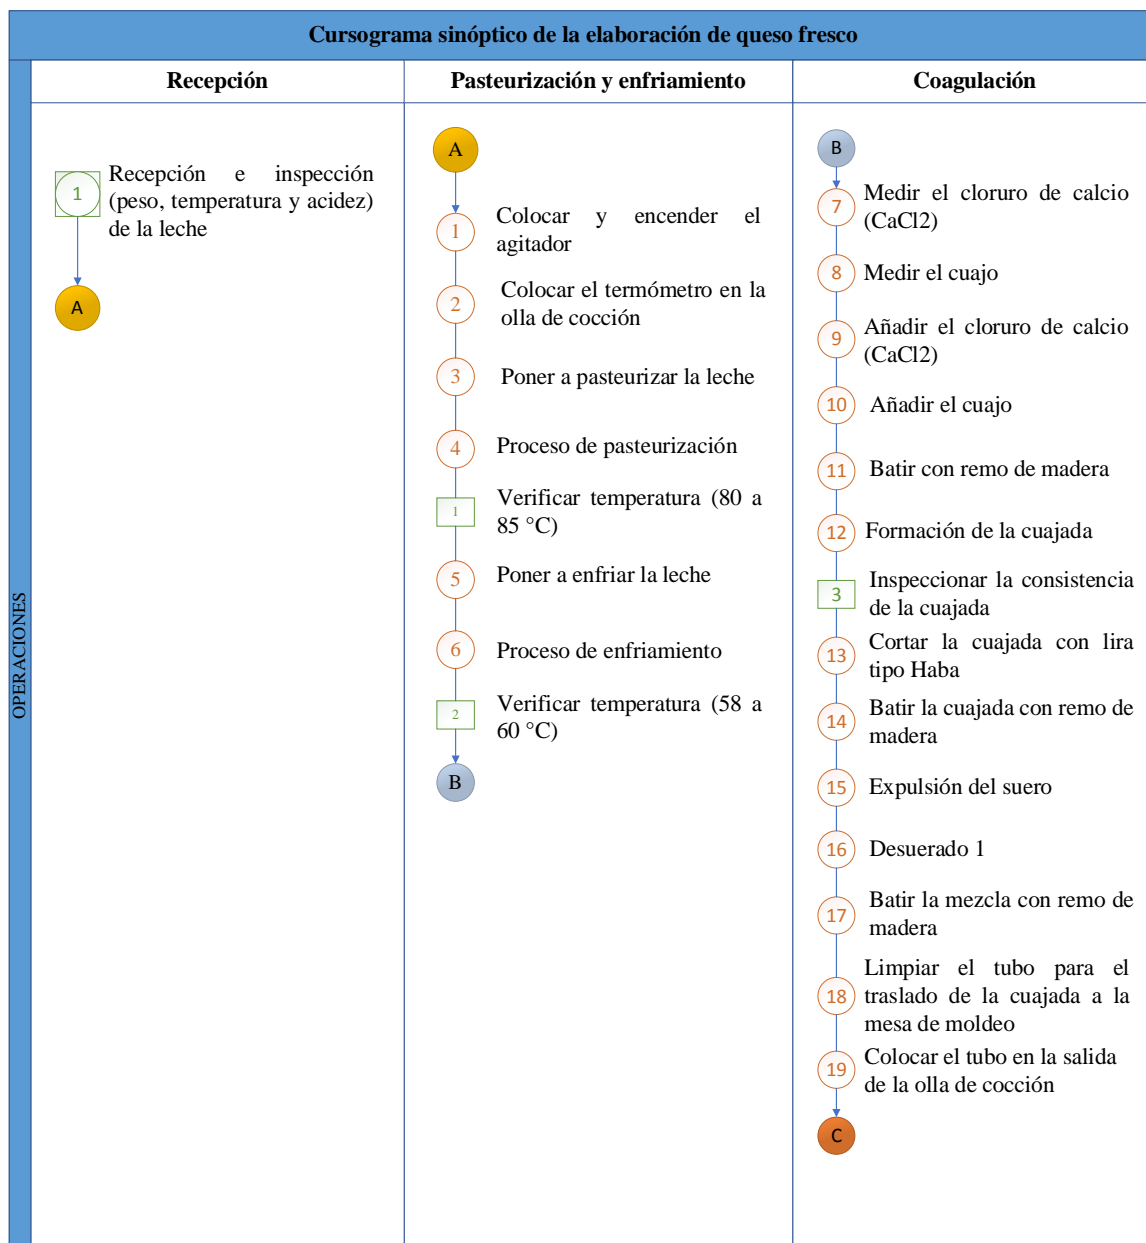 Cursograma sinóptico de la elaboración de queso fresco
OPERACIONES
Recepción
1
Recepción e inspección
(peso, temperatura y acidez)
de la leche
A
Pasteurización y enfriamiento
A
1
Colocar y encender el
agitador
2
Colocar el termómetro en la
olla de cocción
3
Poner a pasteurizar la leche
4
Proceso de pasteurización
1
Verificar temperatura (80 a
85 °C)
5
Poner a enfriar la leche
6
Proceso de enfriamiento
2
Verificar temperatura (58 a
60 °C)
B
Coagulación
B
7
Medir el cloruro de calcio
(CaCl2)
8
Medir el cuajo
9
Añadir el cloruro de calcio
(CaCl2)
10
Añadir el cuajo
11
Batir con remo de madera
12
Formación de la cuajada
3
Inspeccionar la consistencia
de la cuajada
13
Cortar la cuajada con lira
tipo Haba
14
Batir la cuajada con remo de
madera
15
Expulsión del suero
16
Desuerado 1
17
Batir la mezcla con remo de
madera
18
Limpiar el tubo para el
traslado de la cuajada a la
mesa de moldeo
19
Colocar el tubo en la salida
de la olla de cocción
C